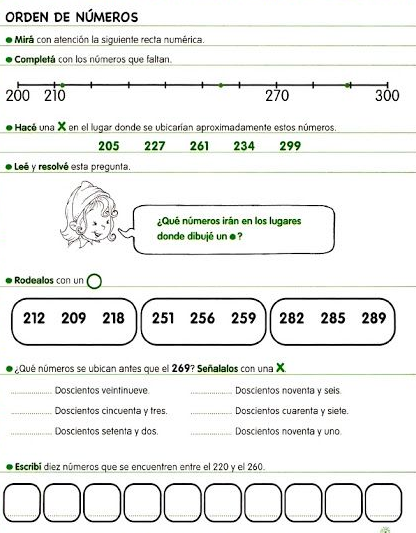 ORDEN DE NÚMEROS
Mirá con atención la siguiente recta numérica.
Completá con los números que faltan.
200 210 270 300
Hacé una X en el lugar donde se ubicarían aproximadamente estos números.
205 227 261 234 299
Leé y resolvé esta pregunta.
¿Qué números irán en los lugares
donde dibujé un ●?
Rodealos con un ◯
212 209 218 251 256 259 282 285 289
¿Qué números se ubican antes que el 269? Señalalos con una X
Doscientos veintinueve. Doscientos noventa y seis.
Doscientos cincuenta y tres. Doscientos cuarenta y siete.
Doscientos setenta y dos. Doscientos noventa y uno.
Escribí diez números que se encuentren entre el 220 y el 260.